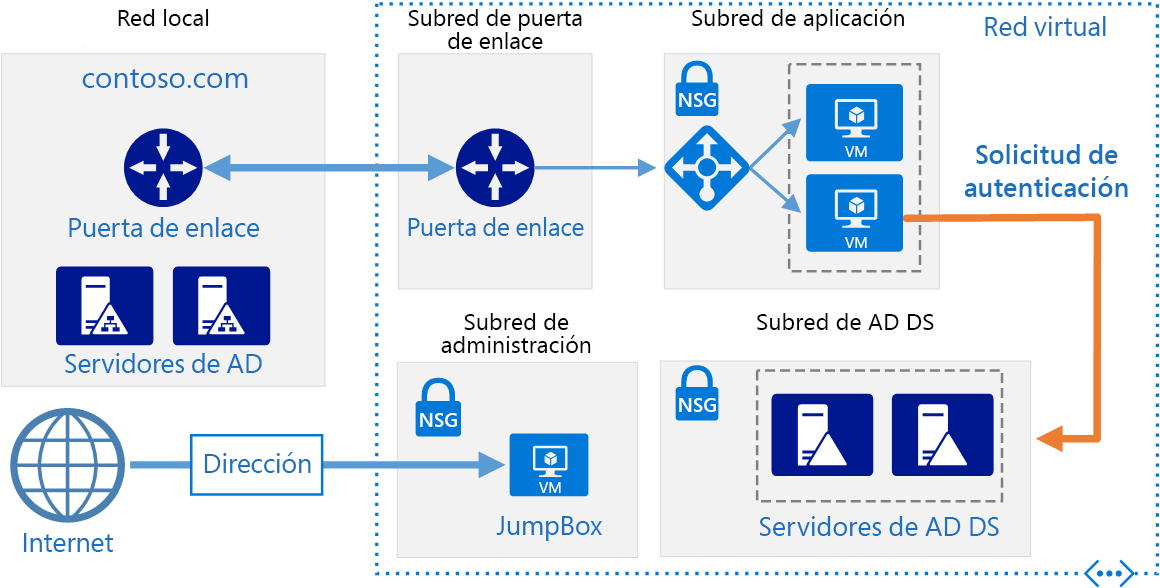 Red local
contoso.com
Puerta de enlace
Servidores de AD
Subred de puerta
de enlace
Puerta de enlace
Subred de aplicación
NSG
VM
VM
Red virtual
Solicitud de
autenticación
Internet
Dirección
Subred de
administración
NSG
VM
JumpBox
Subred de AD DS
NSG
Servidores de AD DS